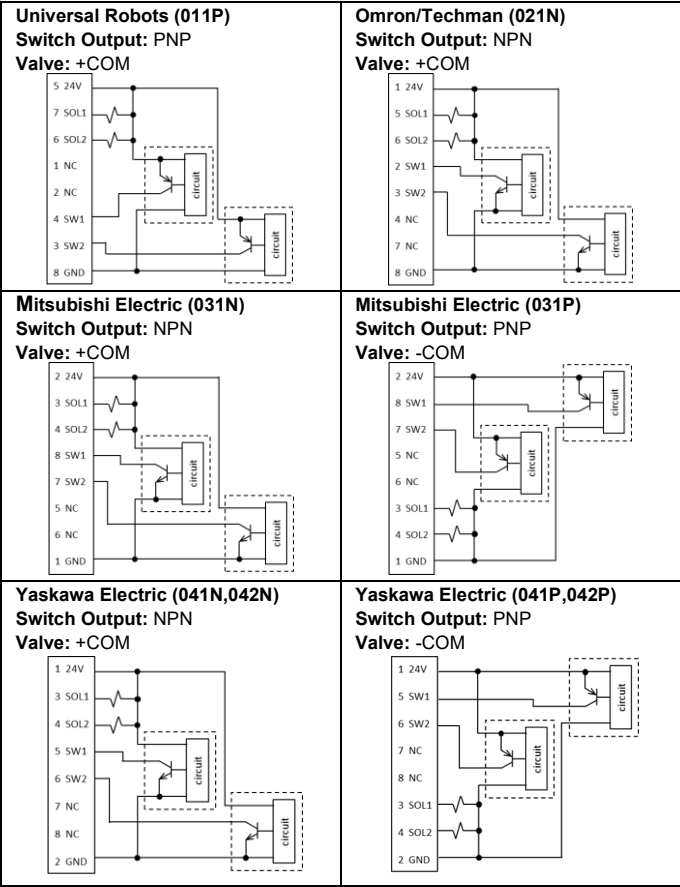 Universal Robots (011P)
Switch Output: PNP
Valve: +COM
5 24V
7 SOL1
6 SOL2
1 NC
2 NC
4 SW1
3 SW2
8 GND
circuit
circuit
Omron/Techman (021N)
Switch Output: NPN
Valve: +COM
1 24V
5 SOL1
6 SOL2
2 SW1
3 SW2
4 NC
7 NC
8 GND
circuit
circuit
Mitsubishi Electric (031N)
Switch Output: NPN
Valve: +COM
2 24V
3 SOL1
4 SOL2
8 SW1
7 SW2
5 NC
6 NC
1 GND
circuit
circuit
Mitsubishi Electric (031P)
Switch Output: PNP
Valve: -COM
2 24V
8 SW1
7 SW2
5 NC
6 NC
3 SOL1
4 SOL2
1 GND
circuit
circuit
Yaskawa Electric (041N,042N)
Switch Output: NPN
Valve: +COM
1 24V
3 SOL1
4 SOL2
5 SW1
6 SW2
7 NC
8 NC
2 GND
circuit
circuit
Yaskawa Electric (041P,042P)
Switch Output: PNP
Valve: -COM
1 24V
5 SW1
6 SW2
7 NC
8 NC
3 SOL1
4 SOL2
2 GND
circuit
circuit